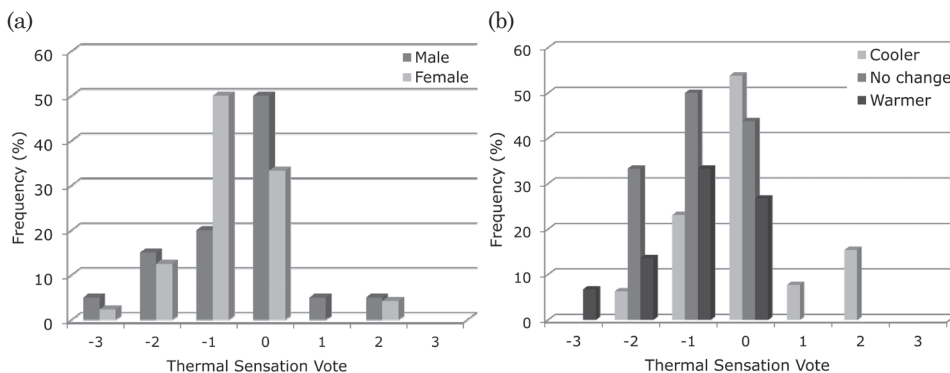 (a)
60
50
40
30
20
10
0
Frequency (%)
Male
Female
-3 -2 -1 0 1 2 3
Thermal Sensation Vote
(b)
60
50
40
30
20
10
0
Frequency (%)
Cooler
No change
Warmer
-3 -2 -1 0 1 2 3
Thermal Sensation Vote